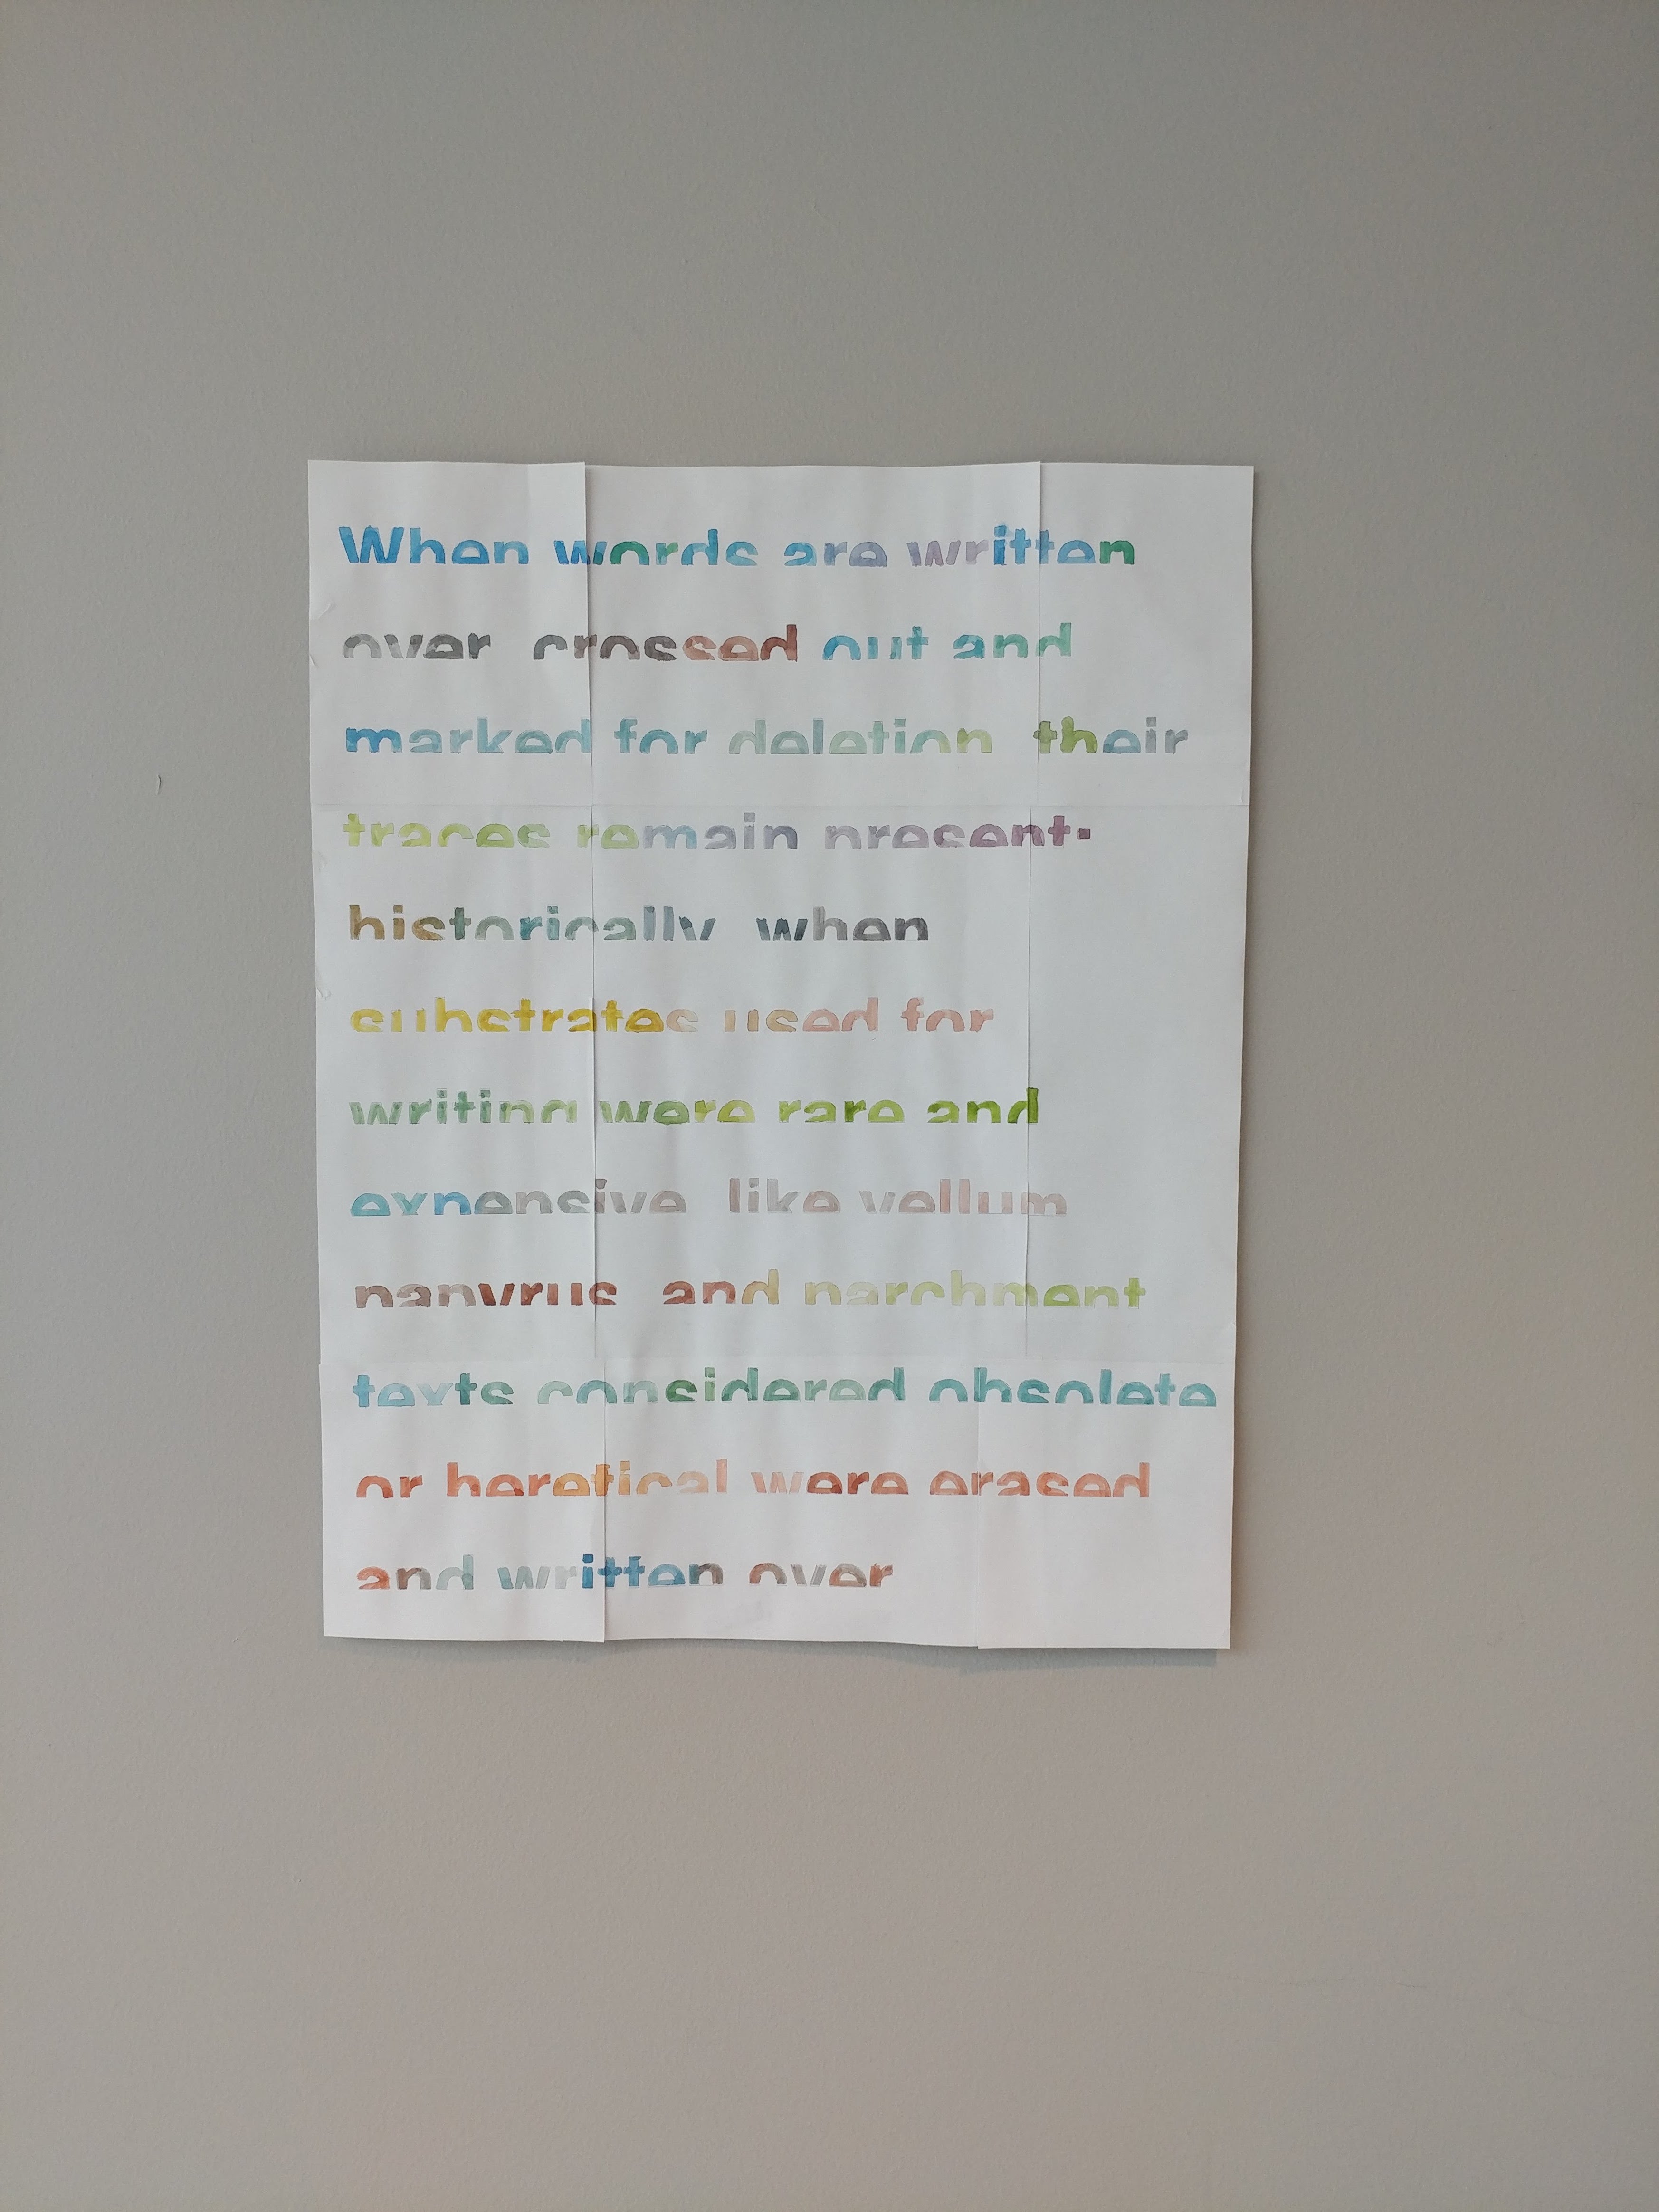 When words are written
over crossed out and
marked for deletion their
traces remain present.
historically when
substrates used for
writing were rare and
expensive like vellum
papyrus and parchment
texts considered obsolete
or heretical were erased
and written over